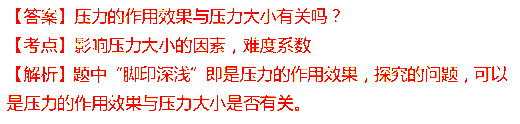 【答案】压力的作用效果与压力大小有关吗？
【考点】影响压力大小的因素，难度系数
【解析】题中“脚印深浅”即是压力的作用效果，探究的问题，可以
是压力的作用效果与压力大小是否有关。